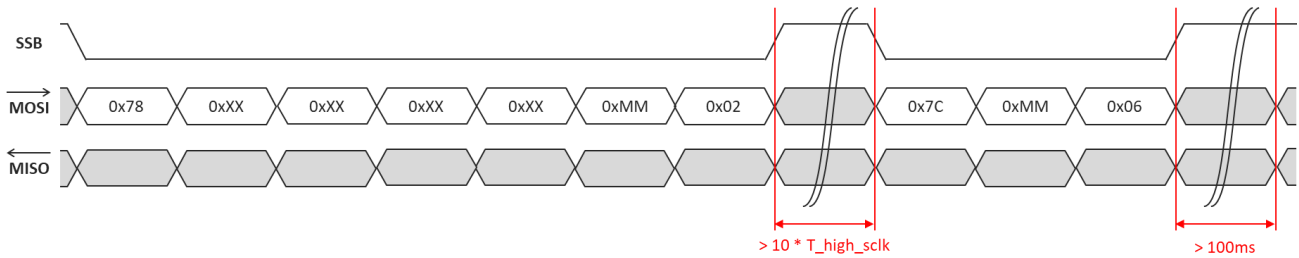 SSB
MOSI 0x78 0xXX 0xXX 0xXX 0xXX 0xMM 0x02 0x7C 0xMM 0x06
MISO
> 10 * T_high_sclk > 100ms